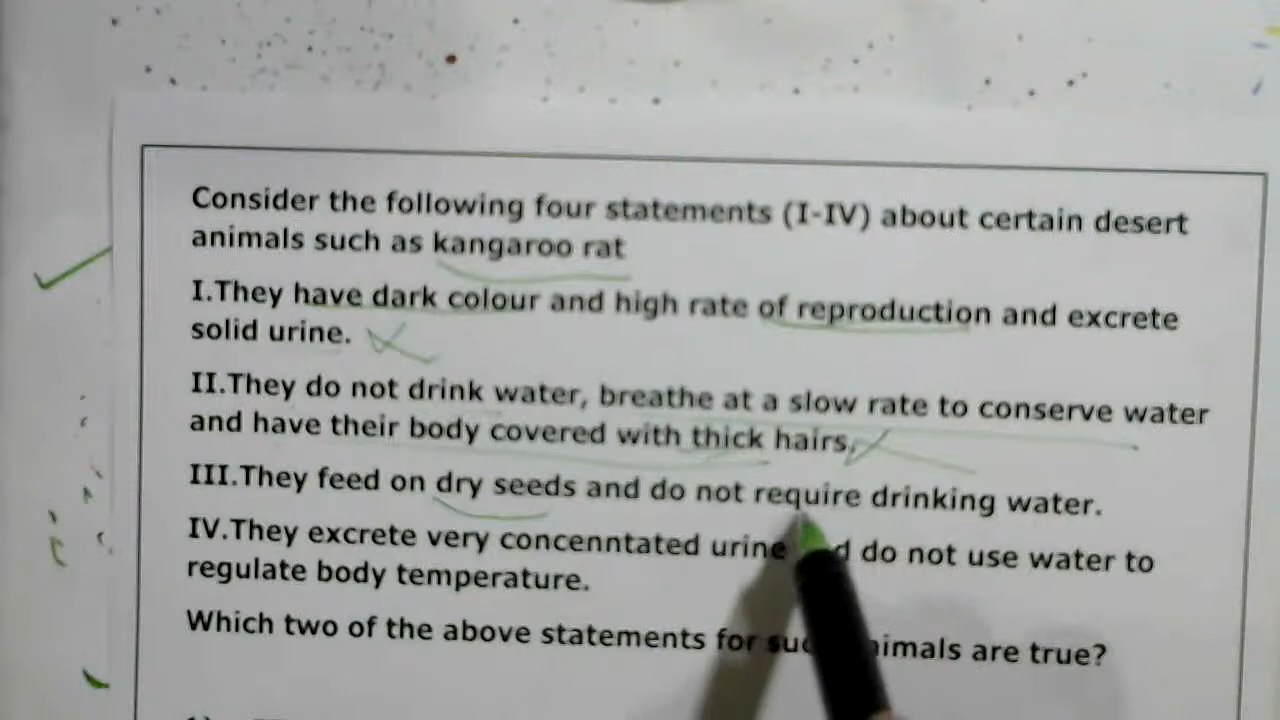 Consider the following four statements (I-IV) about certain desert
animals such as kangaroo rat
I.They have dark colour and high rate of reproduction and excrete
solid urine.
II.They do not drink water, breathe at a slow rate to conserve water
and have their body covered with thick hairs.
III.They feed on dry seeds and do not require drinking water.
IV.They excrete very concenntated urine do not use water to
regulate body temperature.
Which two of the above statements for are true?